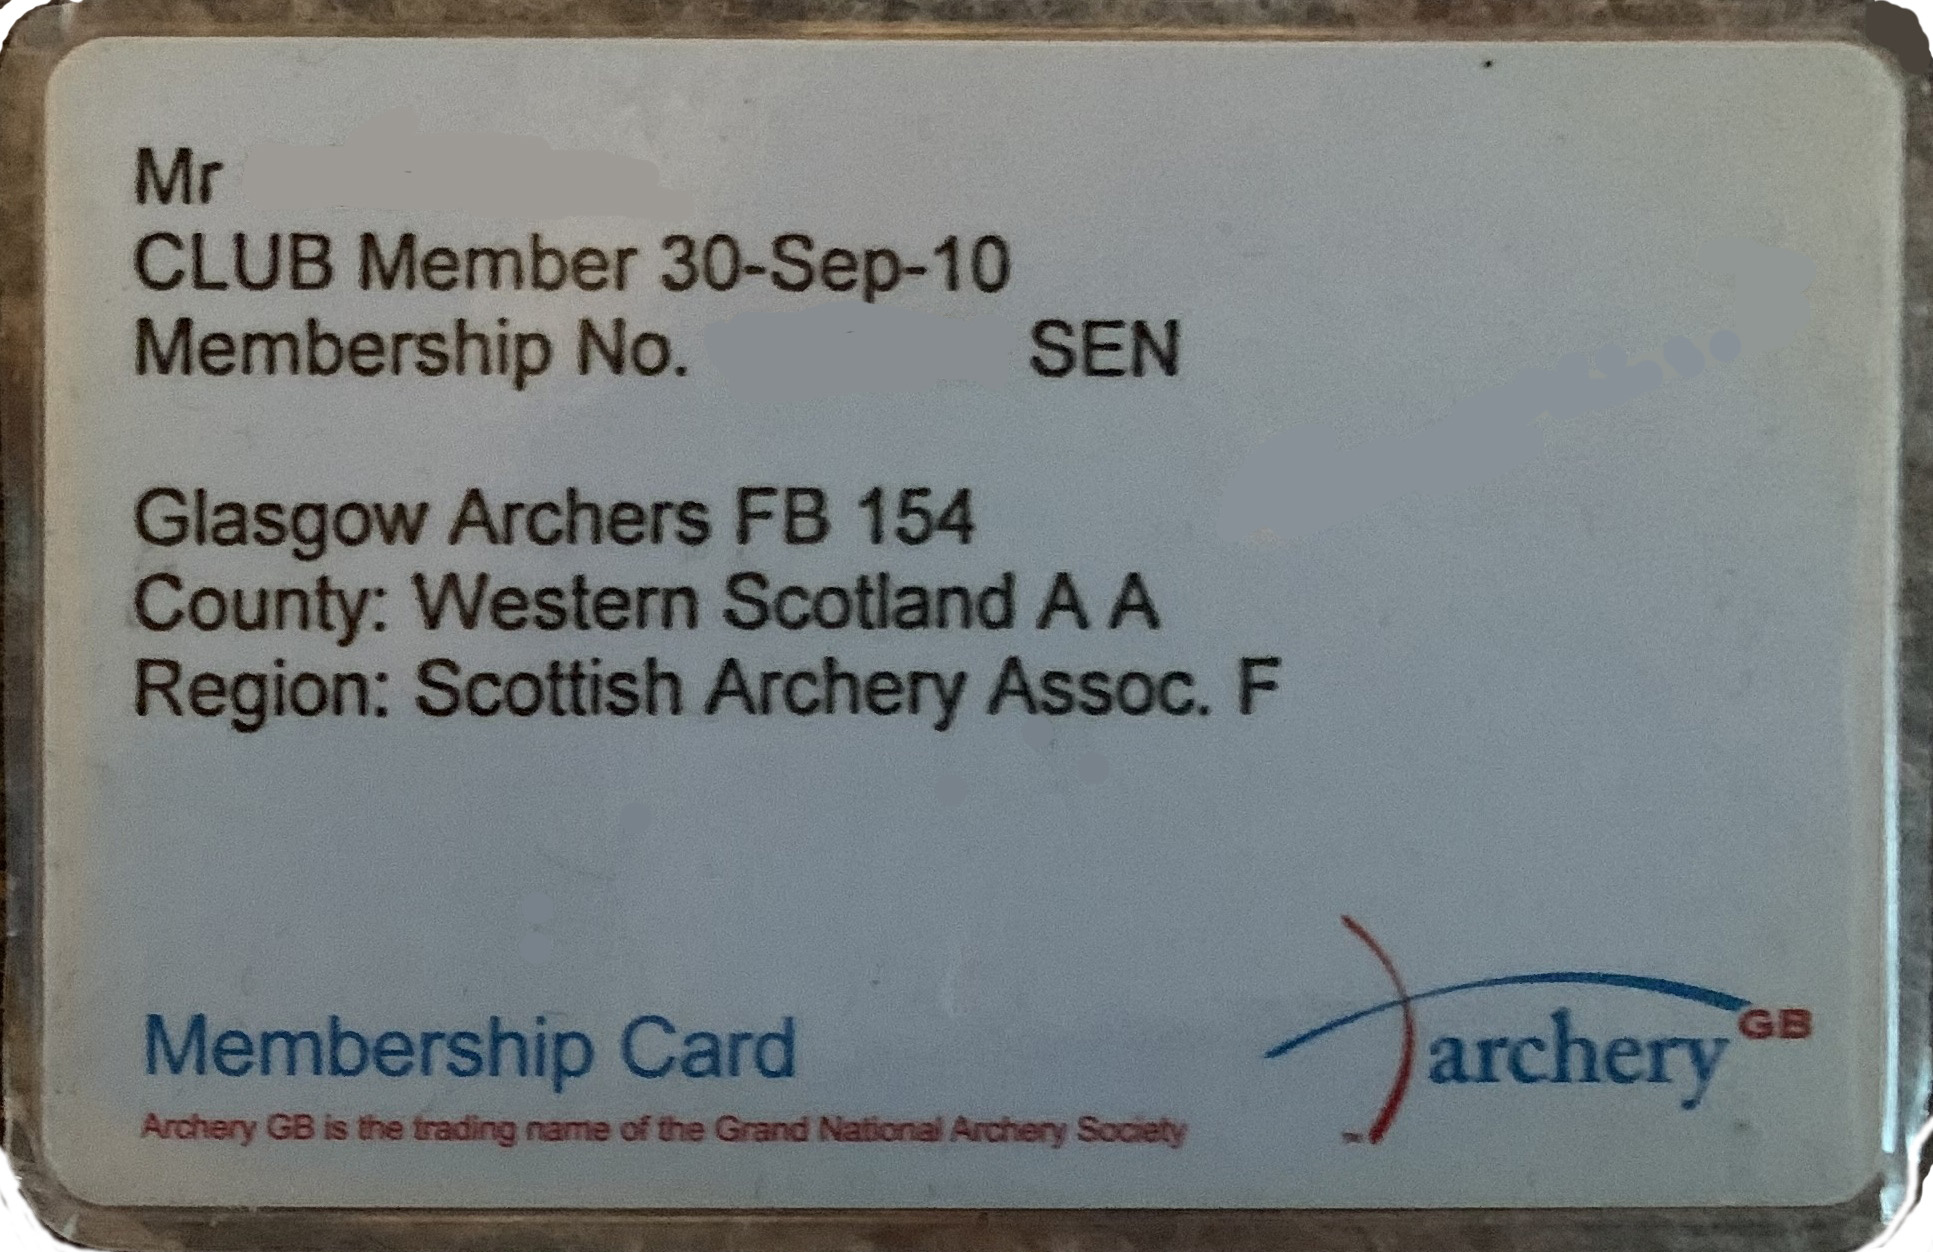 Mr
CLUB Member 30-Sep-10
Membership No. SEN
Glasgow Archers FB 154
County: Western Scotland A A
Region: Scottish Archery Assoc. F
Membership Card
archery GB
Archery GB is the trading name of the Grand National Archery Society